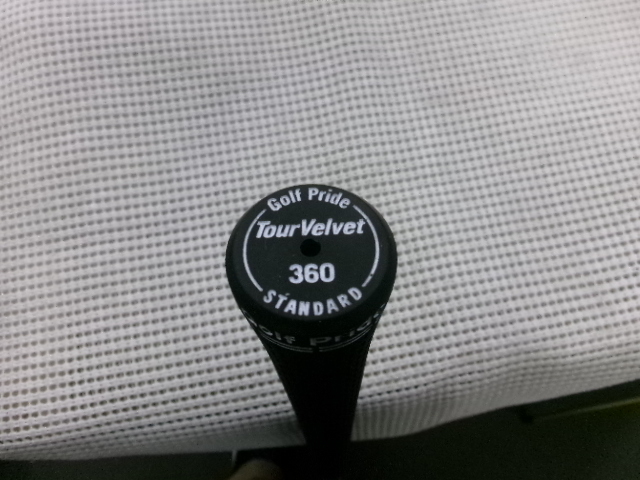 Golf Pride
TourVelvet
360
STANDARD
Golf Pride